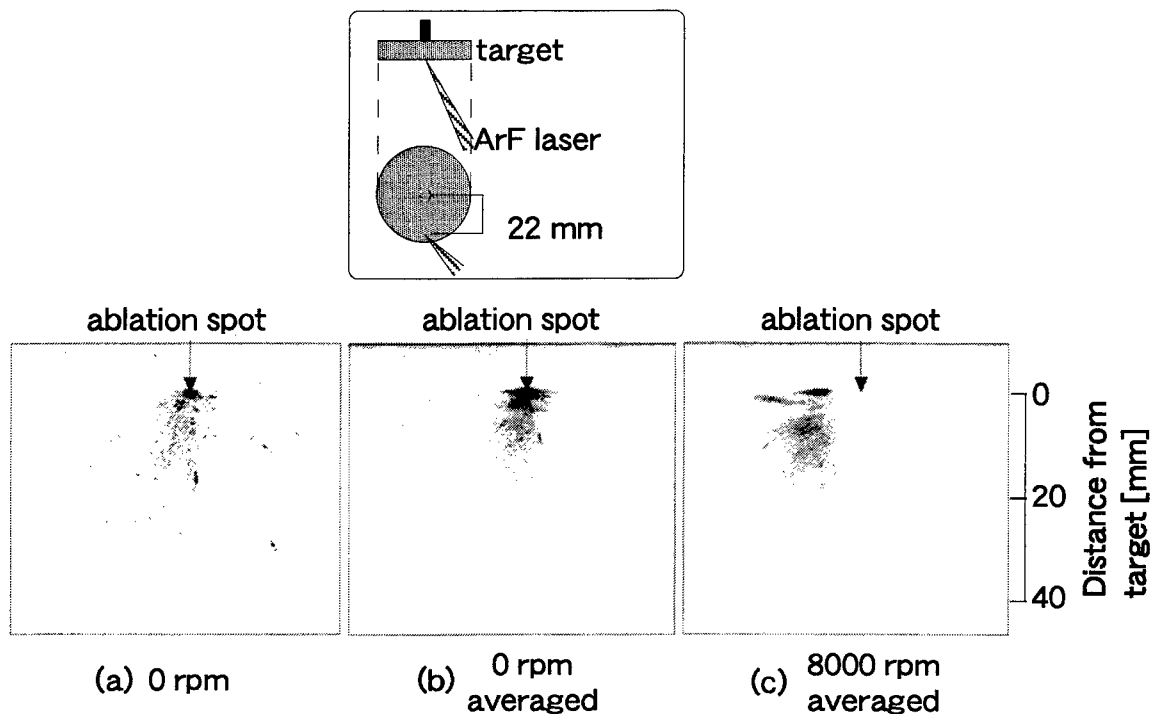 target
ArF laser
22 mm
ablation spot
ablation spot
ablation spot
0
20
40
Distance from
target [mm]
(a) 0 rpm
(b) 0 rpm
averaged
(c) 8000 rpm
averaged